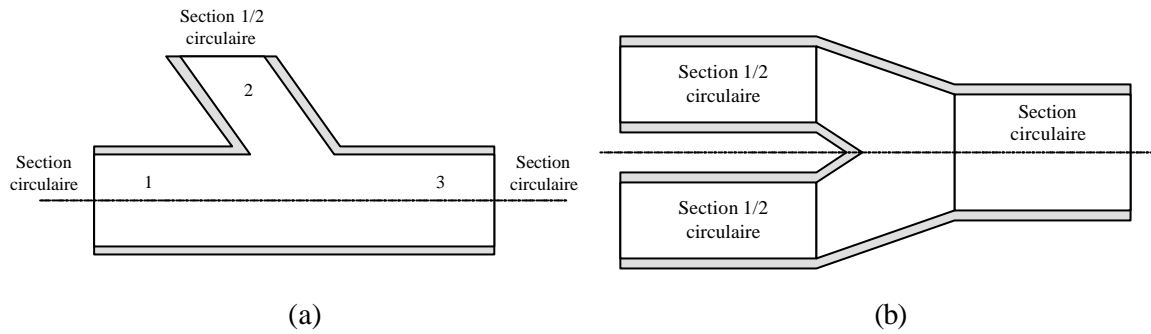 Section 1/2
circulaire
2
Section
circulaire
1
3
Section
circulaire
(a)
Section 1/2
circulaire
Section
circulaire
Section 1/2
circulaire
(b)